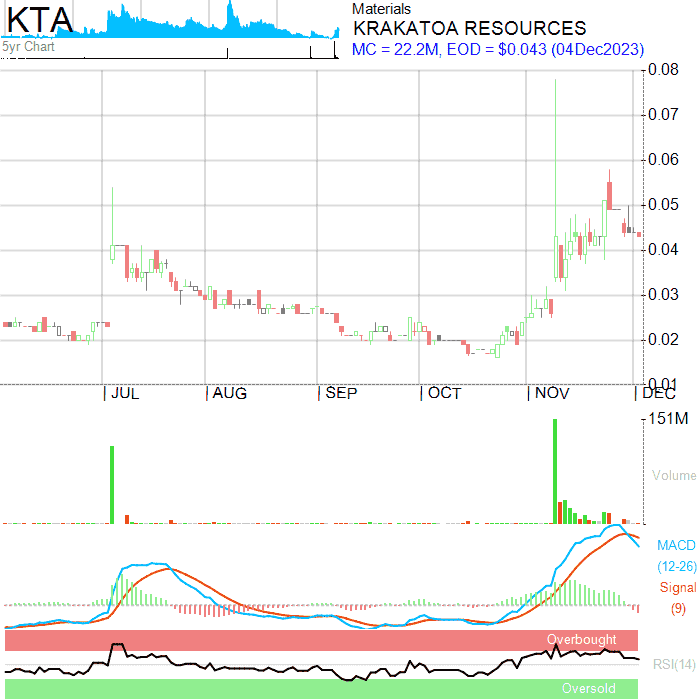 KTA
5yr Chart
Materials
KRAKATOA RESOURCES
MC = 22.2M, EOD = $0.043 (04Dec2023)
0.08
0.07
0.06
0.05
0.04
0.03
0.02
0.01
JUL
AUG
SEP
OCT
NOV
DEC
151M
Volume
MACD
(12-26)
Signal
(9)
Overbought
RSI(14)
Oversold